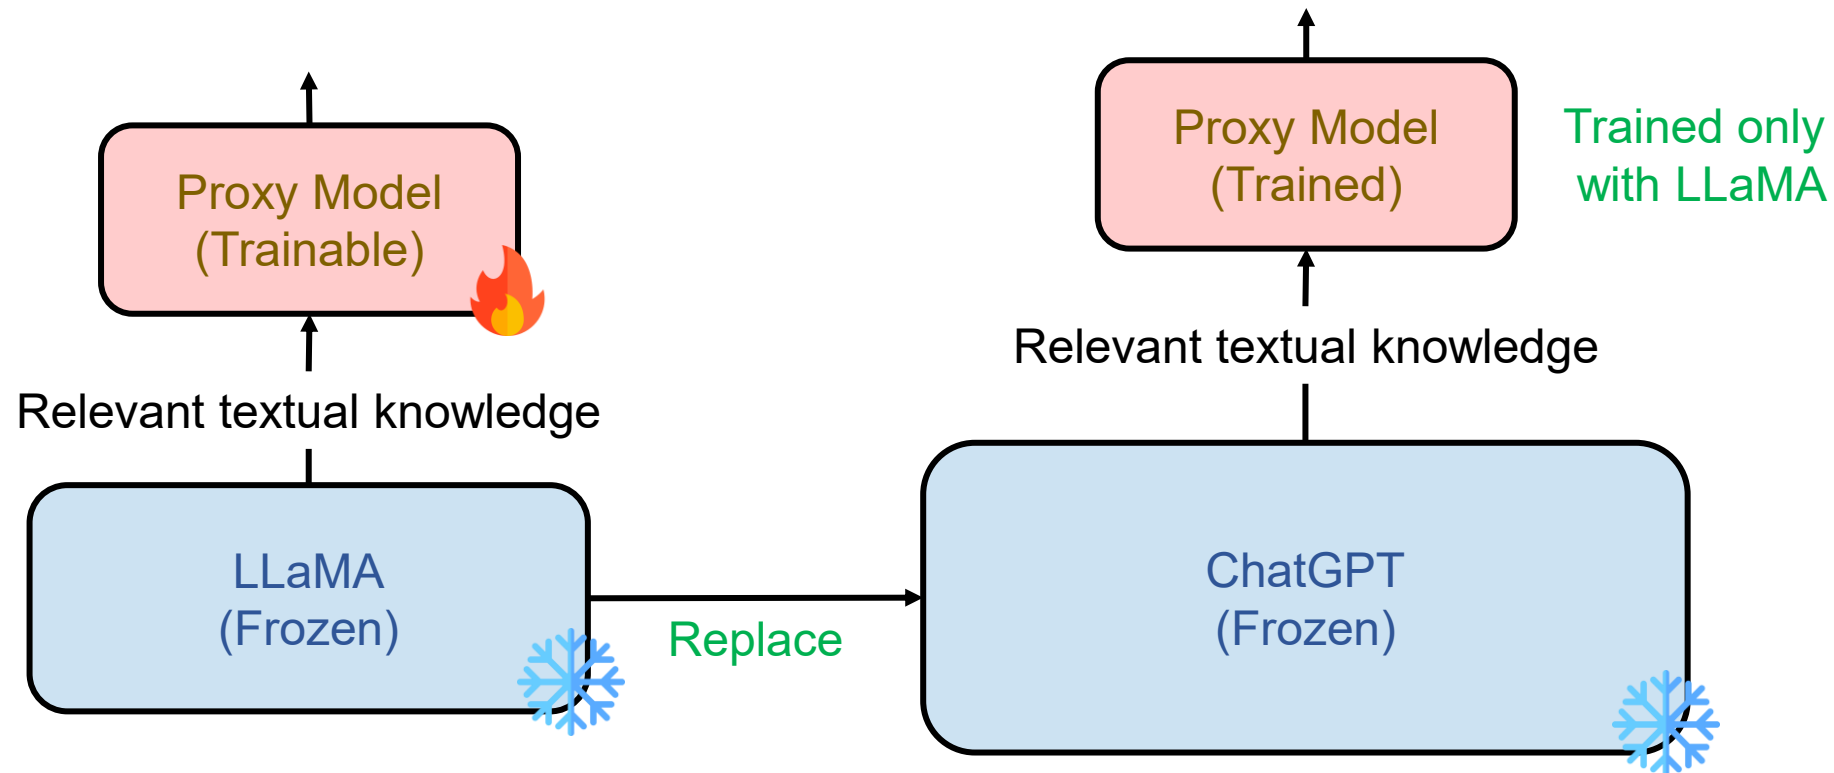 Proxy Model
(Trainable)
Relevant textual knowledge
LLaMA
(Frozen)
Replace
Proxy Model
(Trained)
Trained only
with LLaMA
Relevant textual knowledge
ChatGPT
(Frozen)